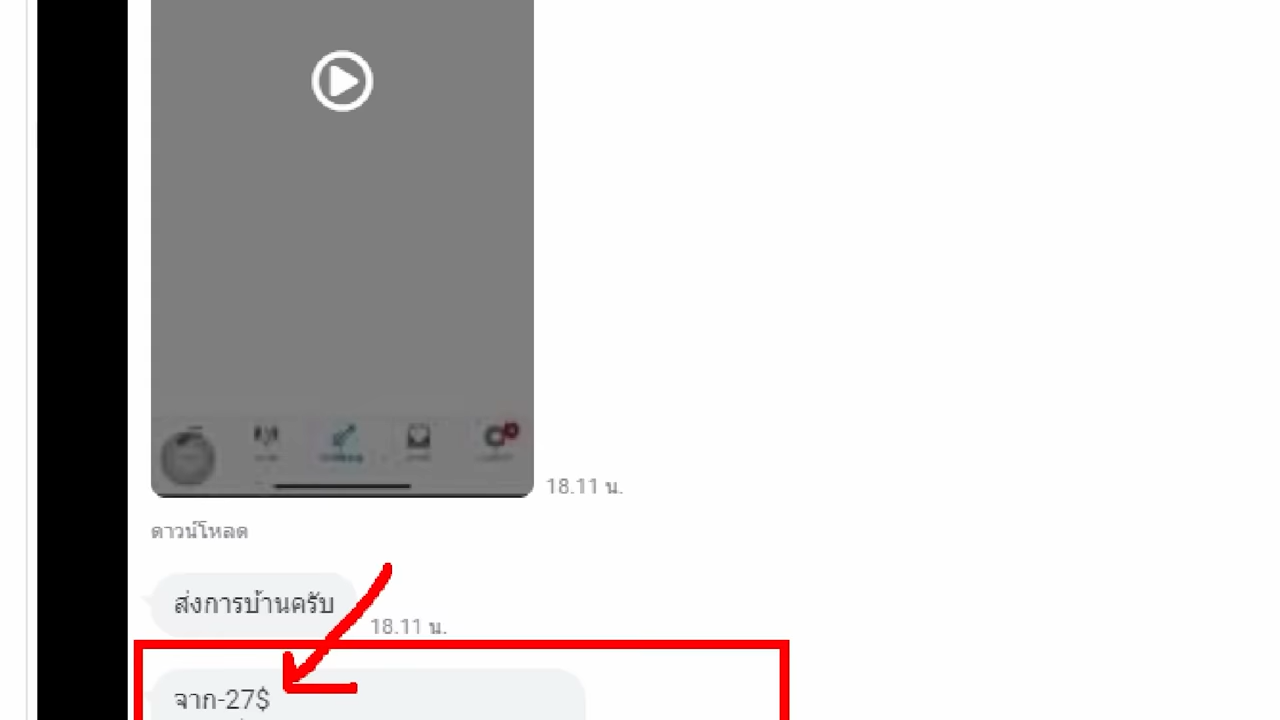 18.11 น.
ดาวน์โหลด
ส่งการบ้านครับ
18.11 น.
จาก-27$